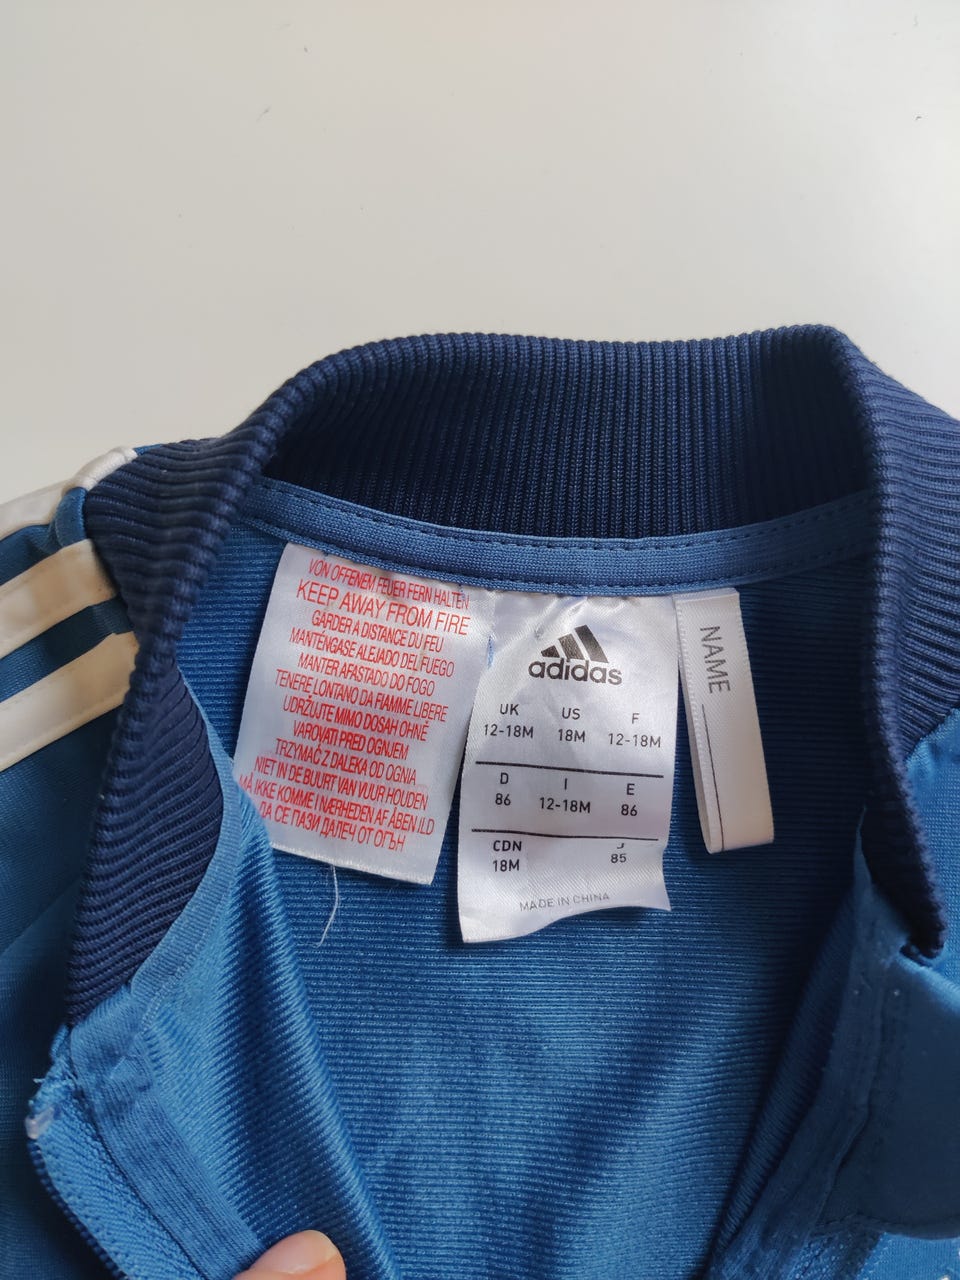 VON OFFENEM FEUER FERN HALTEN
KEEP AWAY FROM FIRE
GARDER A DISTANCE DU FEU
MANTÉNGASE ALEJADO DEL FUEGO
MANTER AFASTADO DO FOGO
TENERE LONTANO DA FIAMME LIBERE
UDRŽUJTE MIMO DOSAH OHNĚ
VAROVATI PRED OGNJEM
TRZYMAĆ Z DALEKA OD OGNIA
NIET IN DE BUURT VAN VUUR HOUDEN
MÅ IKKE KOMME I NÆRHEDEN AF ÅBEN ILD
ДА СЕ ПАЗИ ДАЛЕЧ ОТ ОГЪН
adidas
UK US F
12-18M 18M 12-18M
D I E
86 12-18M 86
CDN J
18M 85
MADE IN CHINA
NAME